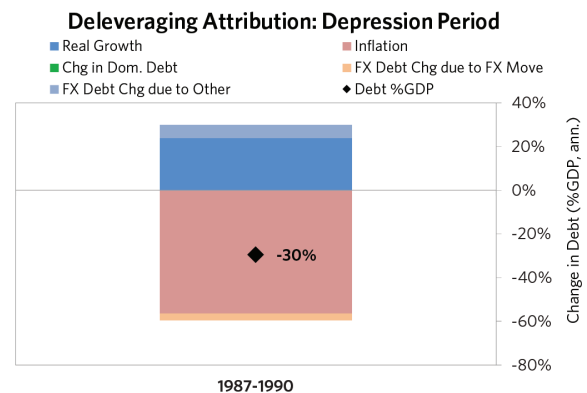 Deleveraging Attribution: Depression Period
Real Growth
Inflation
Chg in Dom. Debt
FX Debt Chg due to FX Move
FX Debt Chg due to Other
Debt %GDP
40%
20%
0%
-20%
-40%
-60%
-80%
Change in Debt (%GDP, ann.)
-30%
1987-1990